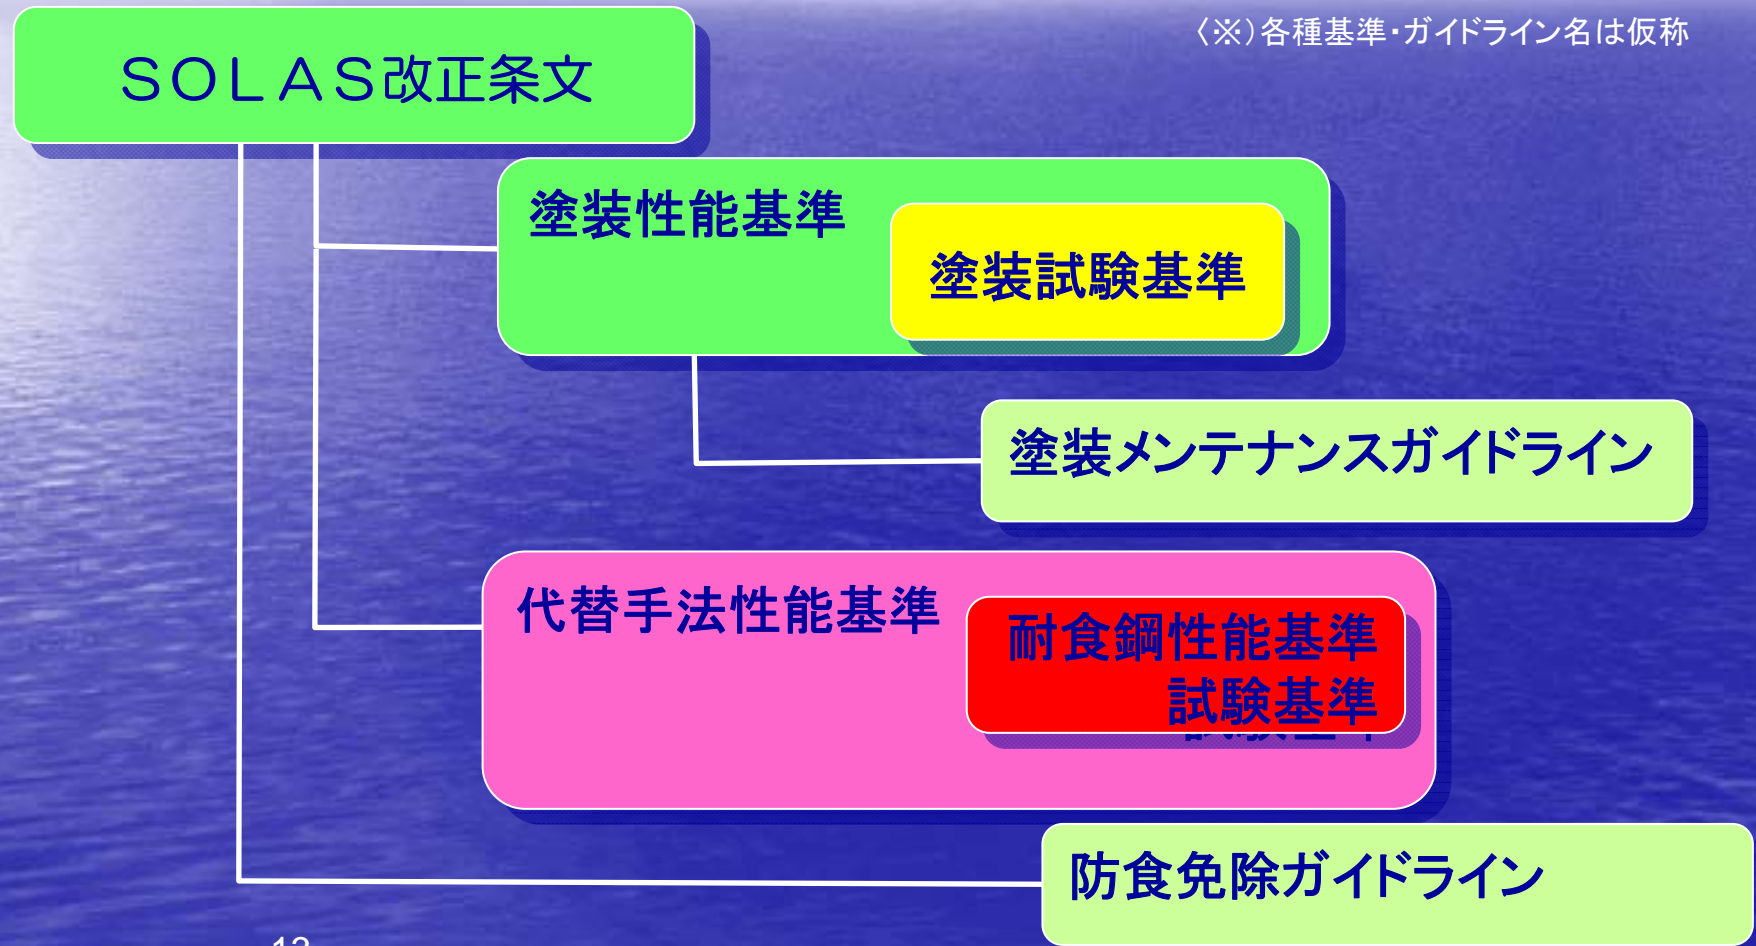 〈※）各種基準・ガイドライン名は仮称
ＳＯＬＡＳ改正条文
塗装性能基準
塗装試験基準
塗装メンテナンスガイドライン
代替手法性能基準
耐食鋼性能基準
試験基準
防食免除ガイドライン